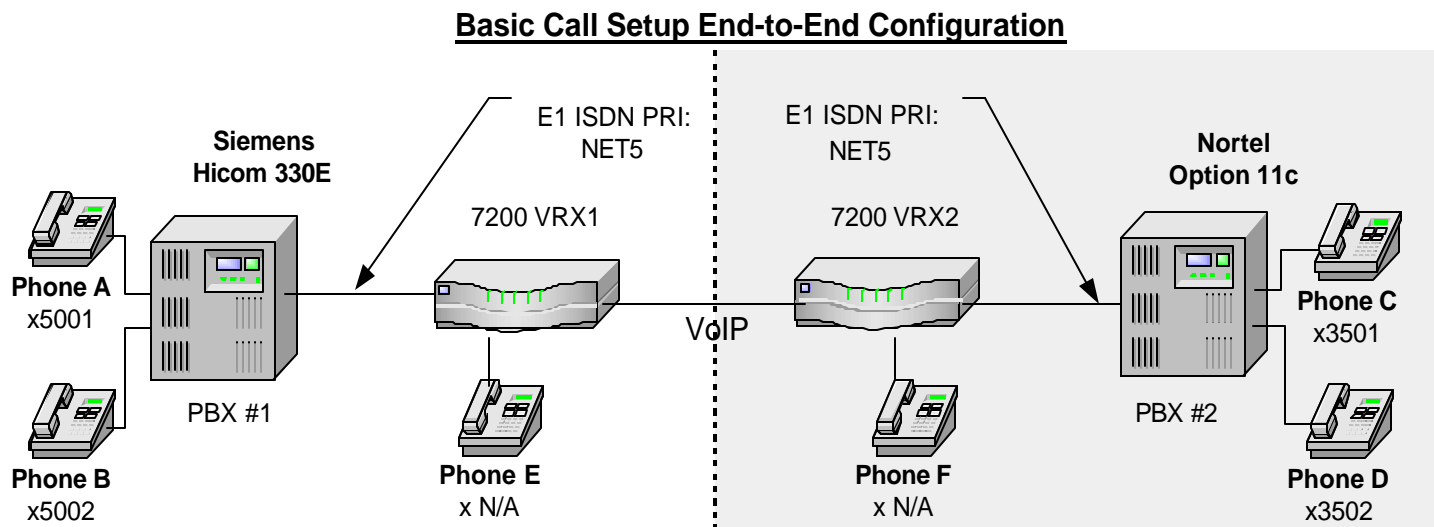 Basic Call Setup End-to-End Configuration
E1 ISDN PRI:
NET5
E1 ISDN PRI:
NET5
Siemens
Hicom 330E
Nortel
Option 11c
7200 VRX1
7200 VRX2
Phone A
x5001
VoIP
Phone C
x3501
PBX #1
PBX #2
Phone B
x5002
Phone E
x N/A
Phone F
x N/A
Phone D
x3502